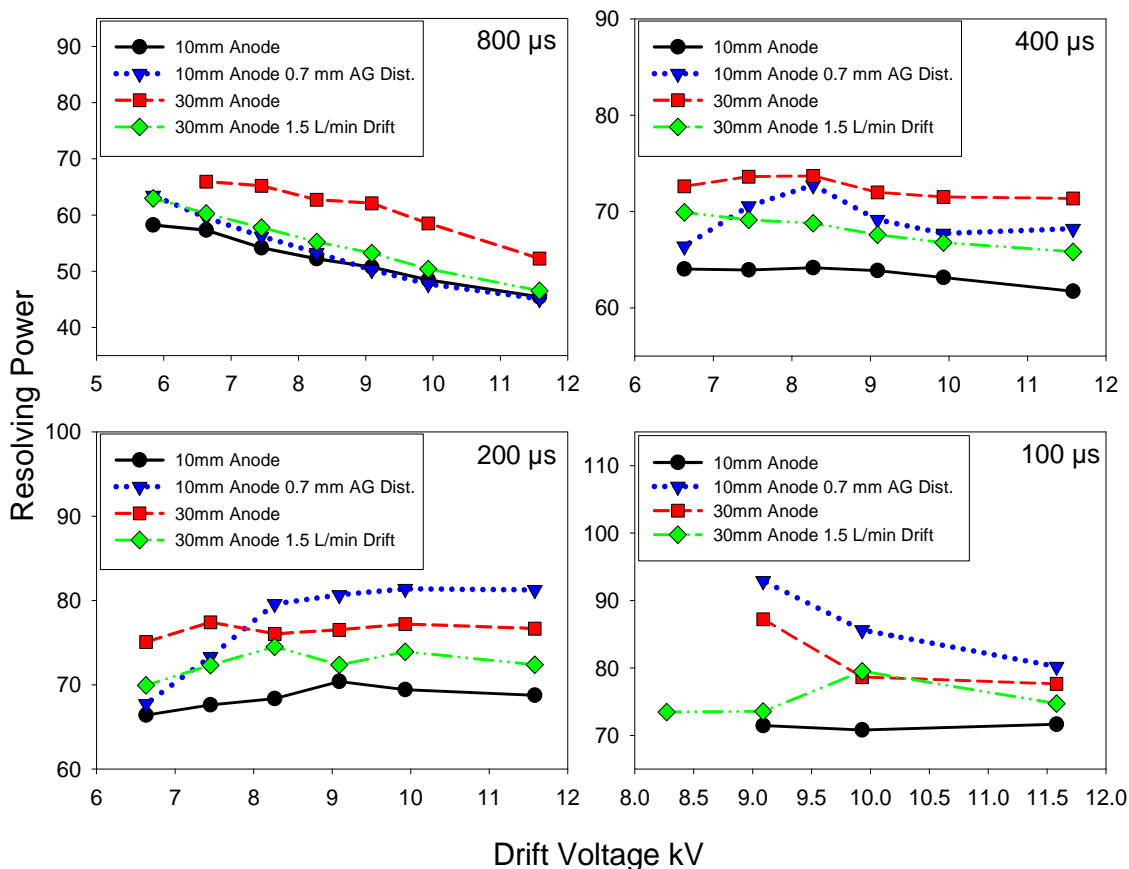 800 µs
10mm Anode
10mm Anode 0.7 mm AG Dist.
30mm Anode
30mm Anode 1.5 L/min Drift
90
80
70
60
50
40
5 6 7 8 9 10 11 12
400 µs
10mm Anode
10mm Anode 0.7 mm AG Dist.
30mm Anode
30mm Anode 1.5 L/min Drift
90
80
70
60
6 7 8 9 10 11 12
Resolving Power
200 µs
10mm Anode
10mm Anode 0.7 mm AG Dist.
30mm Anode
30mm Anode 1.5 L/min Drift
100
90
80
70
60
6 7 8 9 10 11 12
100 µs
10mm Anode
10mm Anode 0.7 mm AG Dist.
30mm Anode
30mm Anode 1.5 L/min Drift
110
100
90
80
70
8.0 8.5 9.0 9.5 10.0 10.5 11.0 11.5 12.0
Drift Voltage kV